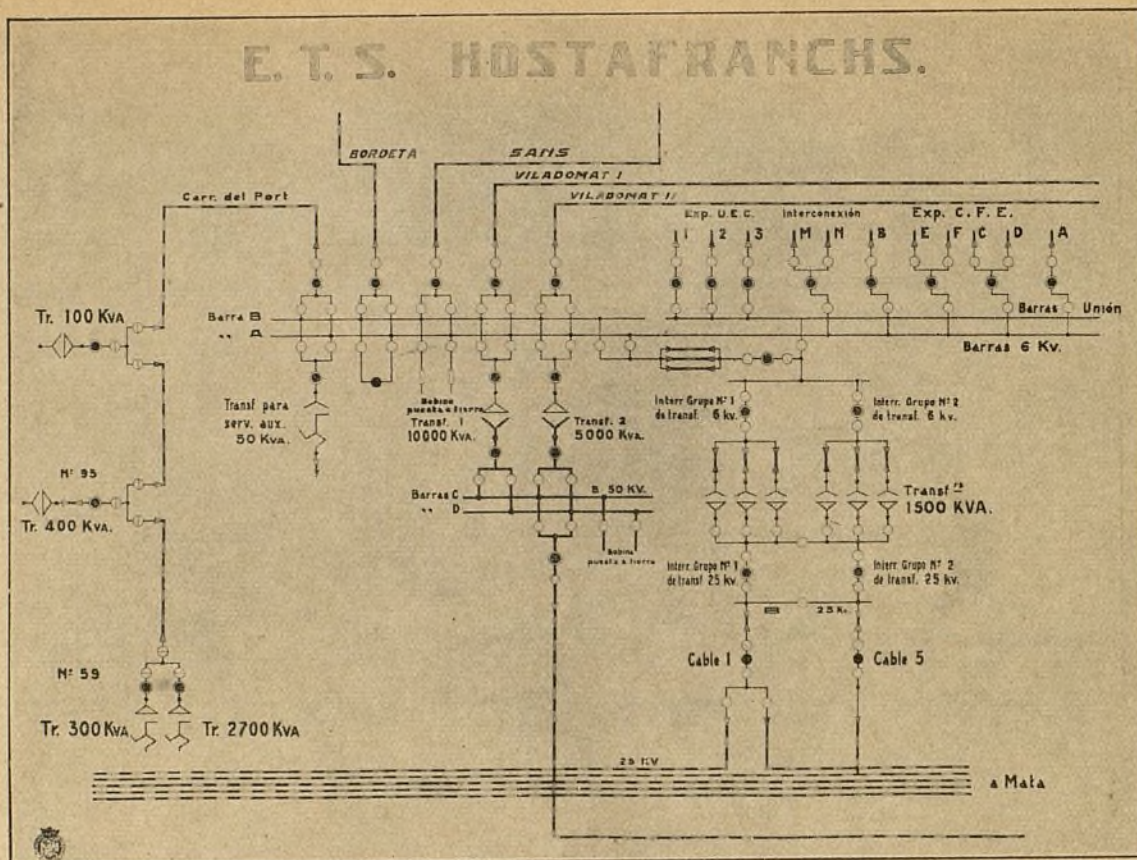 E. T. S. HOSTAFRANCHS.
BORDETA
SANS
VILADOMAT I
VILADOMAT II
Carr. del Port
Exp. U.E.C.
Interconexión
Exp. C. F. E.
1 2 3 M N B E F C D A
Barra B
,, A
Barras Unión
Barras 6 Kv.
Tr. 100 KVA
Transf para
serv. aux.
50 KVA.
Bobina
puesta a tierra
Transf. 1
10000 KVA.
Transf. 2
5000 KVA.
Interr Grupo Nº 1
de transf. 6 kv.
Interr. Grupo Nº 2
de transf. 6 kv.
Nº 95
Tr. 400 KVA.
Barras C
,, D
B 50 KV.
Transf.rs
1500 KVA.
Bobina
puesta a tierra
Interr. Grupo Nº 1
de transf 25 kv.
Interr Grupo Nº 2
de transf. 25 kv.
25 K.
Cable 1
Cable 5
Nº 59
Tr. 300 KVA
Tr. 2700 KVA
25 KV
a Mata